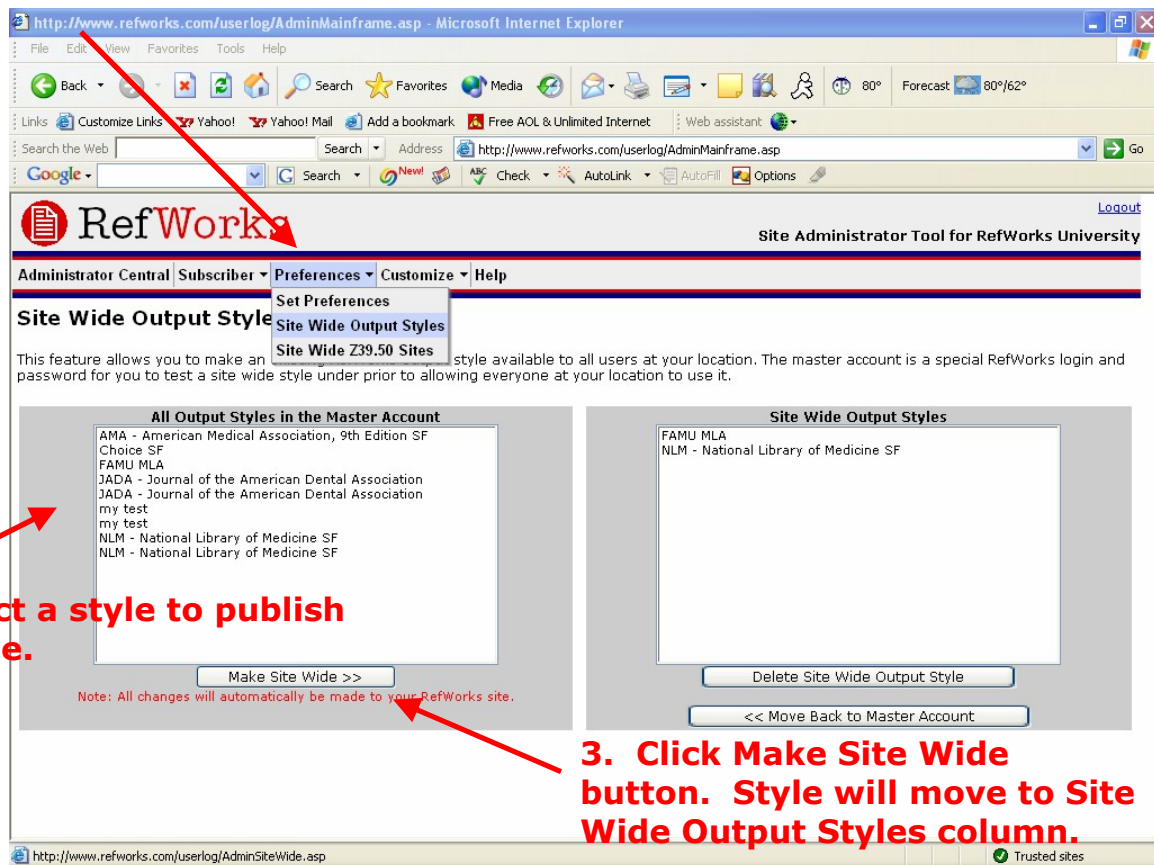 http://www.refworks.com/userlog/AdminMainframe.asp - Microsoft Internet Explorer
File Edit View Favorites Tools Help
Back Search Favorites Media 80° Forecast 80°/62°
Links Customize Links Yahoo! Yahoo! Mail Add a bookmark Free AOL & Unlimited Internet Web assistant
Search the Web Search Address http://www.refworks.com/userlog/AdminMainframe.asp Go
Google Search New! ABC Check AutoLink AutoFill Options
RefWorks
Logout
Site Administrator Tool for RefWorks University
Administrator Central Subscriber Preferences Customize Help
Set Preferences
Site Wide Output Styles
Site Wide Z39.50 Sites
Site Wide Output Style
This feature allows you to make an style available to all users at your location. The master account is a special RefWorks login and
password for you to test a site wide style under prior to allowing everyone at your location to use it.
All Output Styles in the Master Account
AMA - American Medical Association, 9th Edition SF
Choice SF
FAMU MLA
JADA - Journal of the American Dental Association
JADA - Journal of the American Dental Association
my test
my test
NLM - National Library of Medicine SF
NLM - National Library of Medicine SF
Make Site Wide >>
Note: All changes will automatically be made to your RefWorks site.
Site Wide Output Styles
FAMU MLA
NLM - National Library of Medicine SF
Delete Site Wide Output Style
<< Move Back to Master Account
ct a style to publish
e.
3. Click Make Site Wide
button. Style will move to Site
Wide Output Styles column.
http://www.refworks.com/userlog/AdminSiteWide.asp
Trusted sites